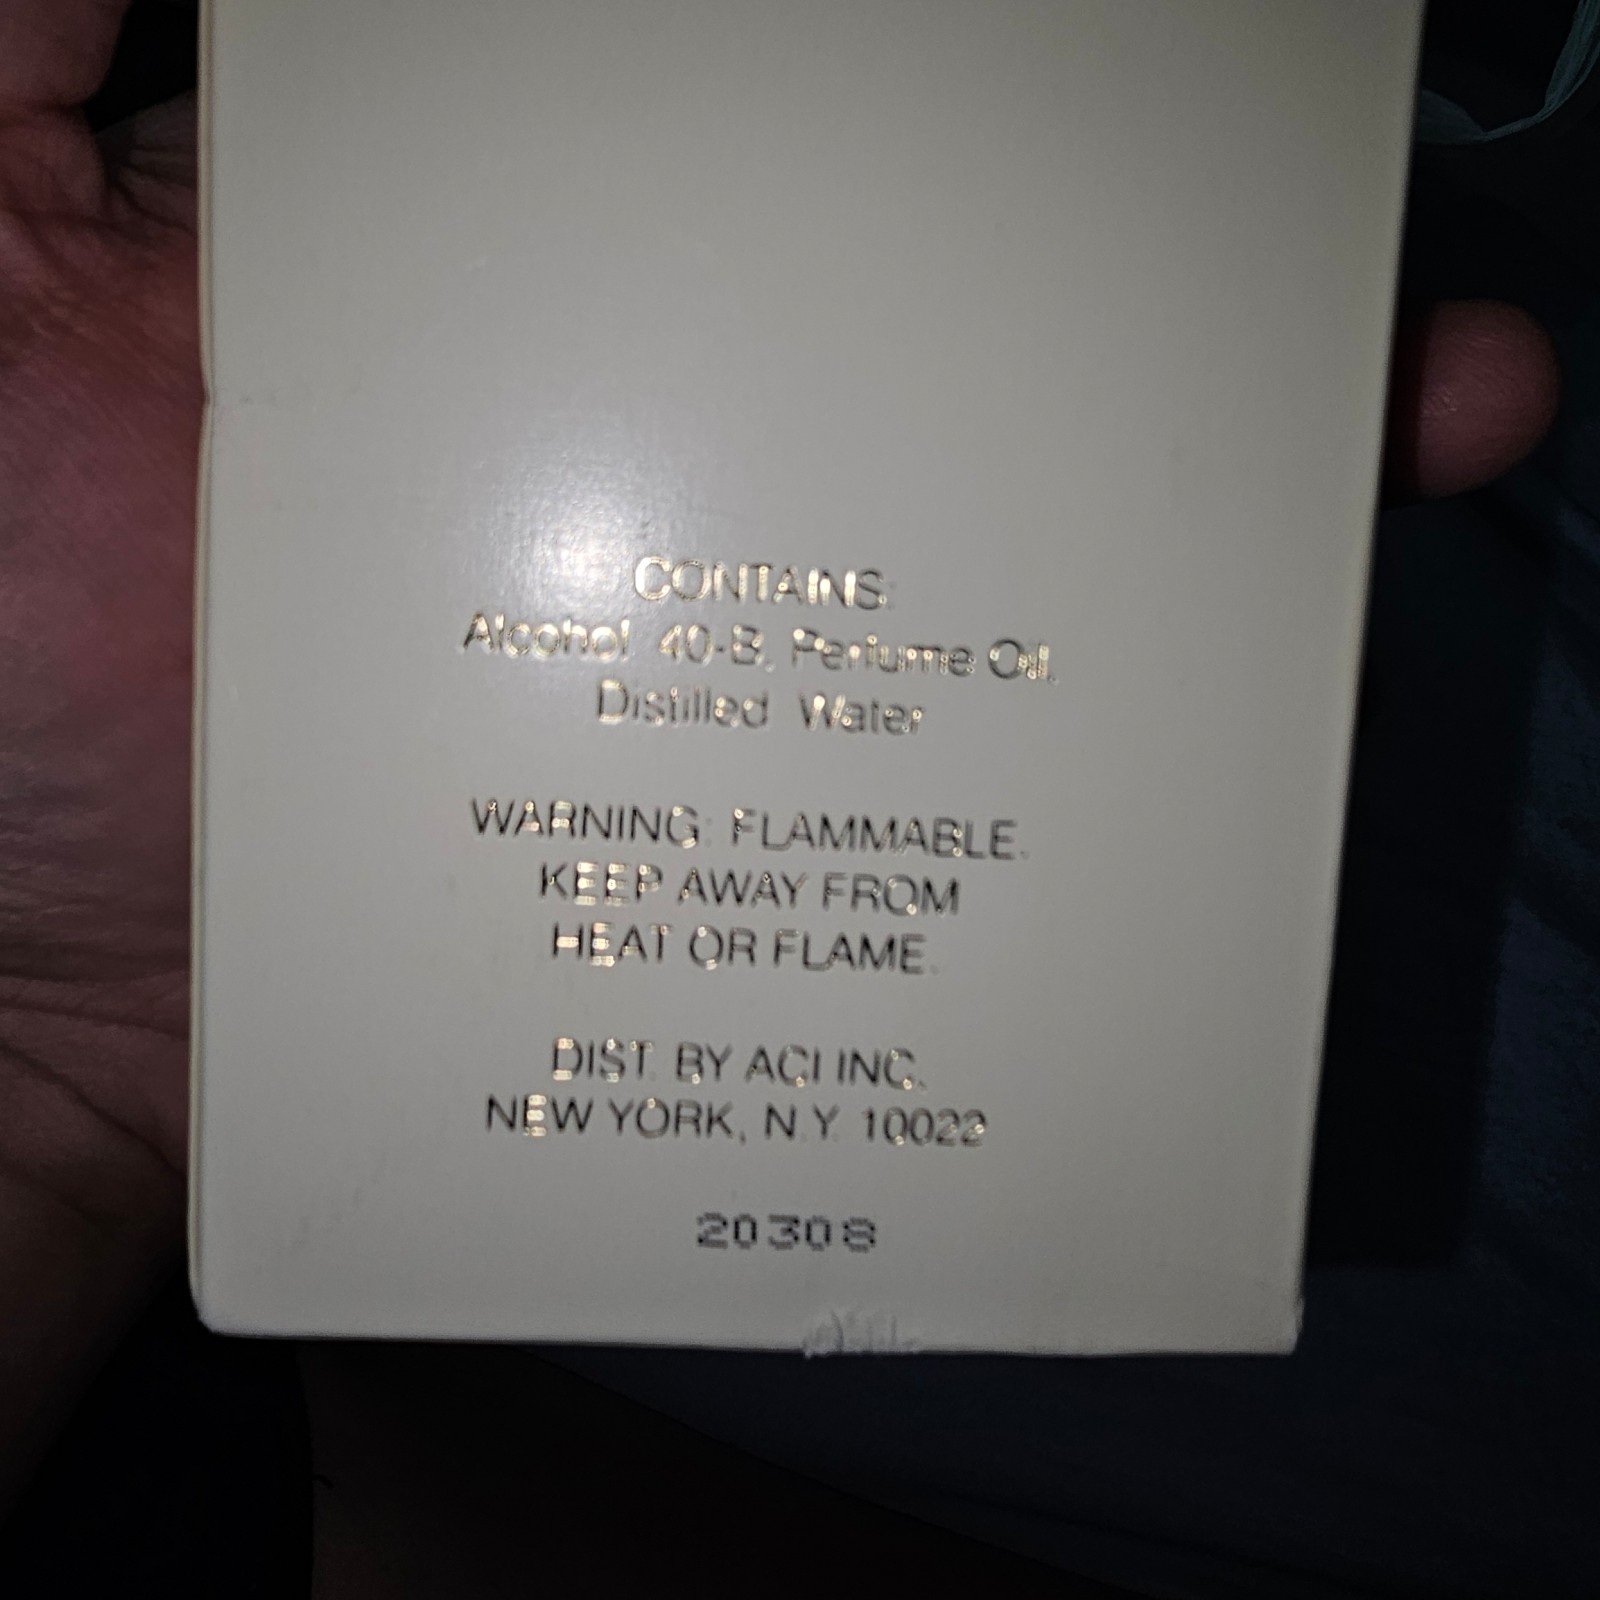 CONTAINS:
Alcohol 40-B, Perfume Oil,
Distilled Water
WARNING: FLAMMABLE.
KEEP AWAY FROM
HEAT OR FLAME.
DIST. BY ACI INC.
NEW YORK, N.Y. 10022
20308